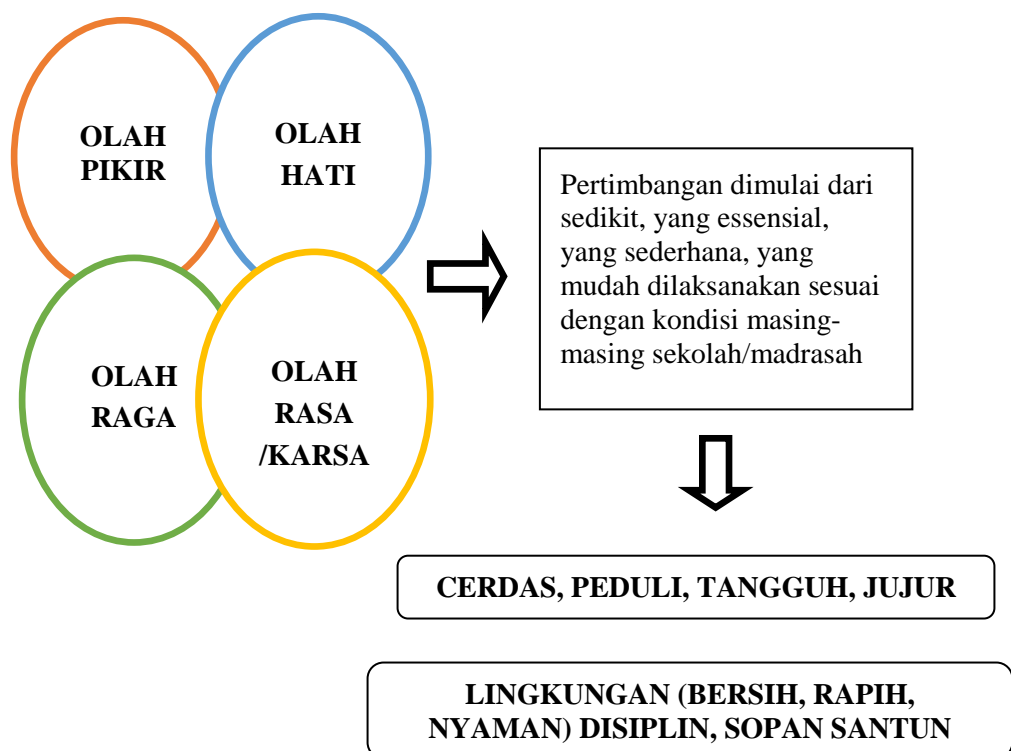 OLAH
PIKIR
OLAH
HATI
OLAH
RAGA
OLAH
RASA
/KARSA
Pertimbangan dimulai dari
sedikit, yang essensial,
yang sederhana, yang
mudah dilaksanakan sesuai
dengan kondisi masing-
masing sekolah/madrasah
CERDAS, PEDULI, TANGGUH, JUJUR
LINGKUNGAN (BERSIH, RAPIH,
NYAMAN) DISIPLIN, SOPAN SANTUN